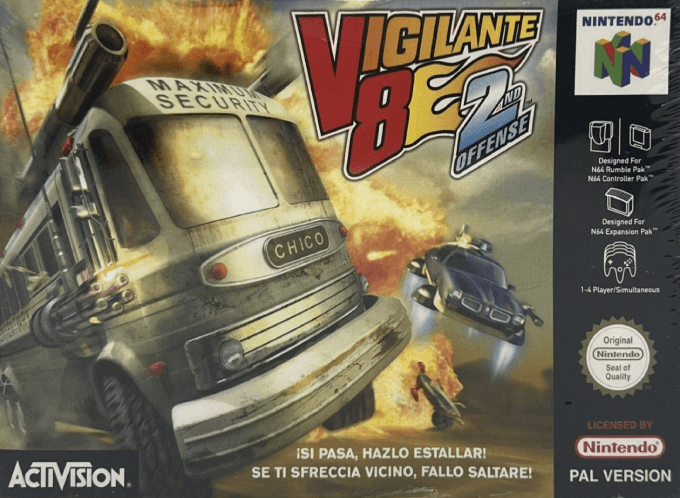 MAXIMUM
SECURITY
CHICO
VIGILANTE
8
2ND
OFFENSE
ACTIVISION
¡SI PASA, HAZLO ESTALLAR!
SE TI SFRECCIA VICINO, FALLO SALTARE!
NINTENDO64
Designed For
N64 Rumble Pak™
N64 Controller Pak™
Designed For
N64 Expansion Pak™
1-4 Player/Simultaneous
Original
Nintendo
Seal of
Quality
LICENSED BY
Nintendo®
PAL VERSION